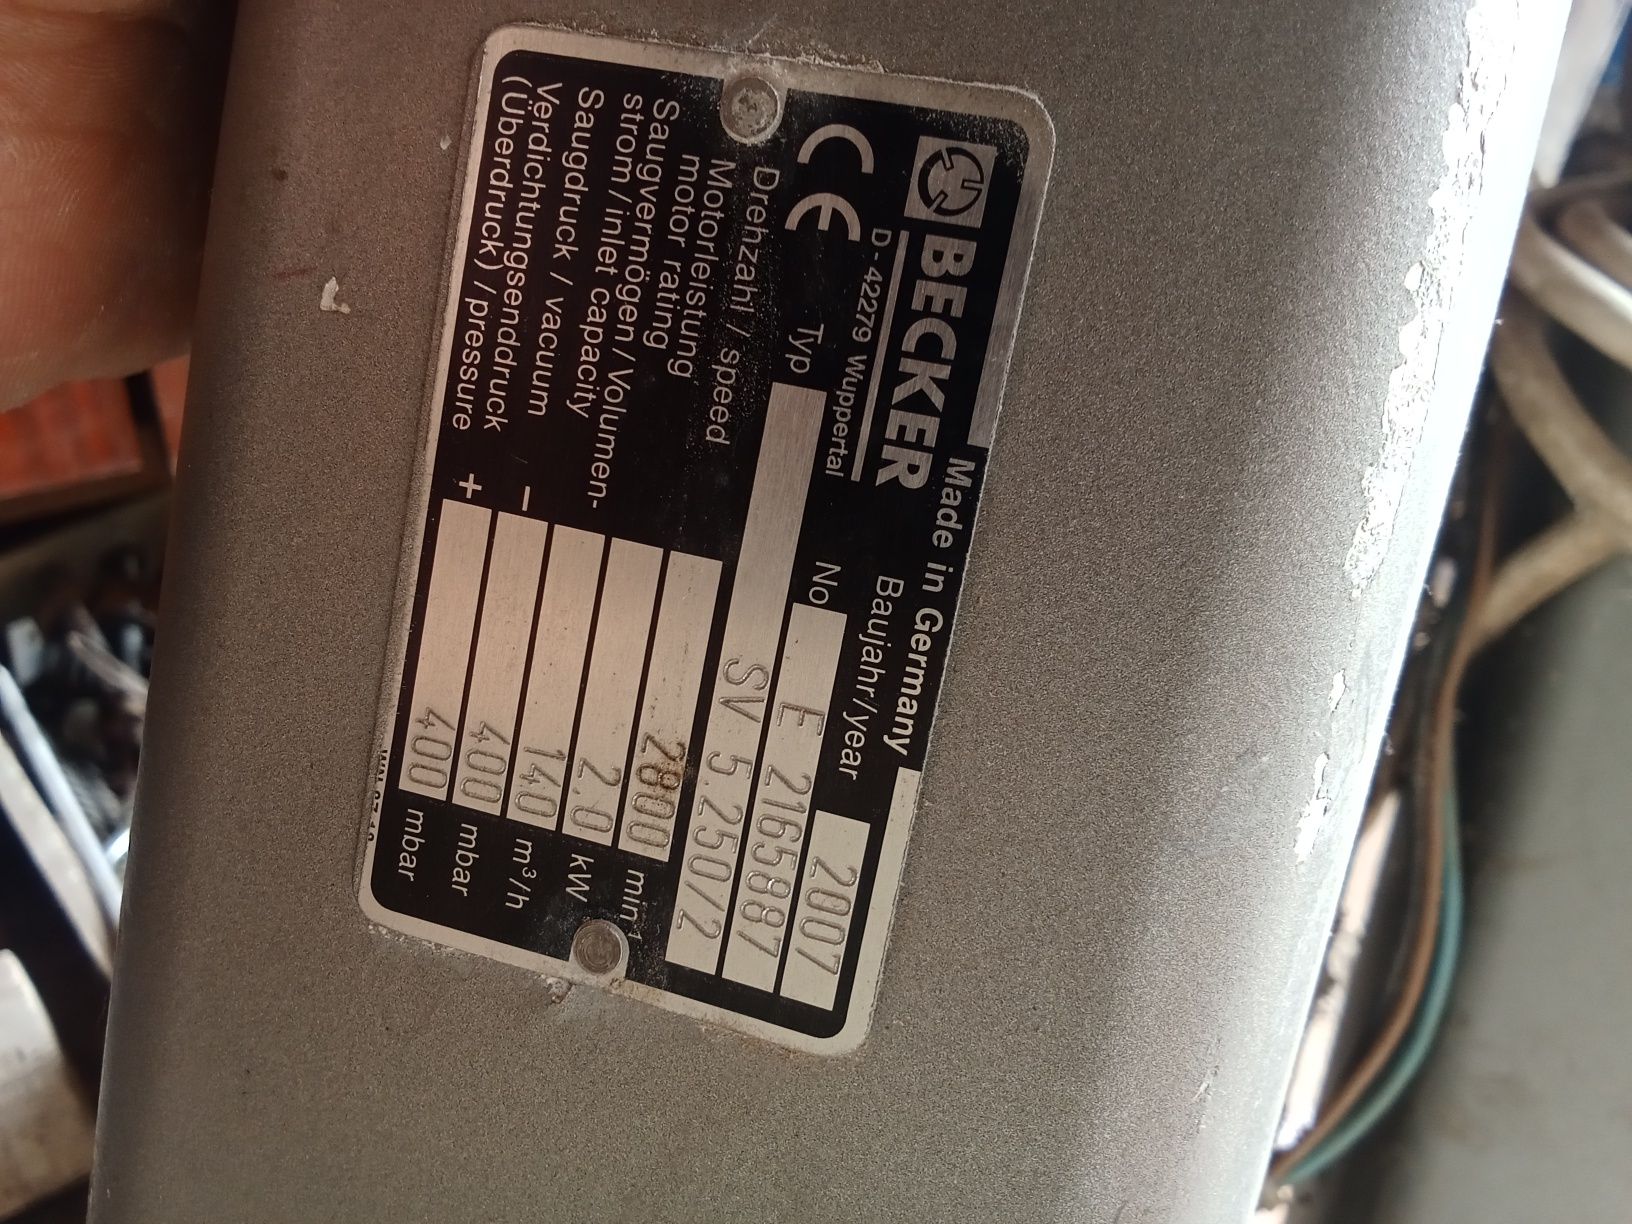 Made in Germany
BECKER
D-42279 Wuppertal
Baujahr/year 2007
CE
No E 2165887
Typ SV 5.250/2
Drehzahl / speed 2800 min-1
Motorleistung
motor rating 2.0 kW
Saugvermögen/Volumen-
strom/inlet capacity 140 m³/h
Saugdruck / vacuum − 400 mbar
Verdichtungsenddruck
(Überdruck) / pressure + 400 mbar